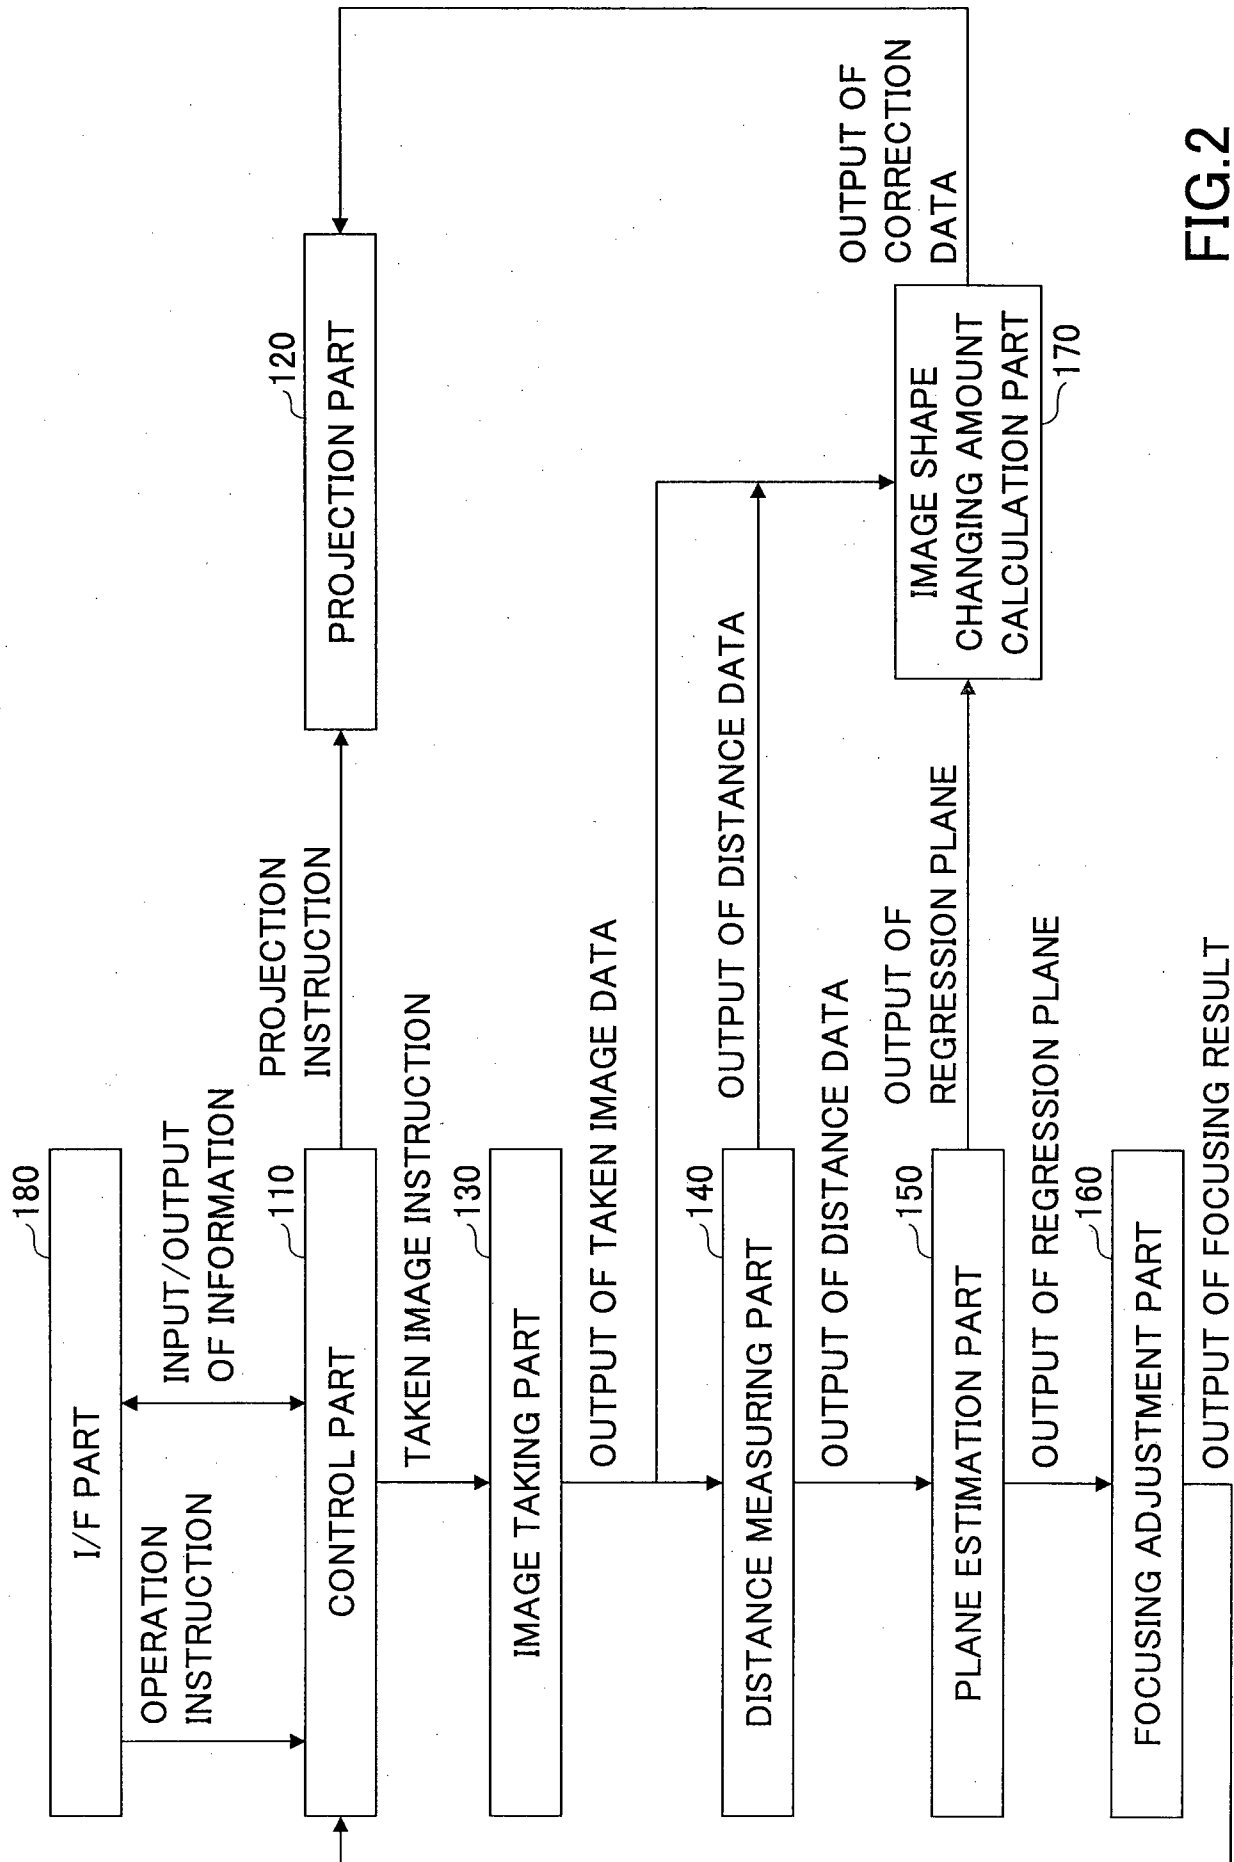 180
I/F PART
OPERATION
INSTRUCTION
INPUT/OUTPUT
OF INFORMATION
110
CONTROL PART
PROJECTION
INSTRUCTION
120
PROJECTION PART
TAKEN IMAGE INSTRUCTION
130
IMAGE TAKING PART
OUTPUT OF TAKEN IMAGE DATA
140
DISTANCE MEASURING PART
OUTPUT OF DISTANCE DATA
OUTPUT OF DISTANCE DATA
150
PLANE ESTIMATION PART
OUTPUT OF
REGRESSION PLANE
IMAGE SHAPE
CHANGING AMOUNT
CALCULATION PART
170
OUTPUT OF
CORRECTION
DATA
OUTPUT OF REGRESSION PLANE
160
FOCUSING ADJUSTMENT PART
OUTPUT OF FOCUSING RESULT
FIG.2